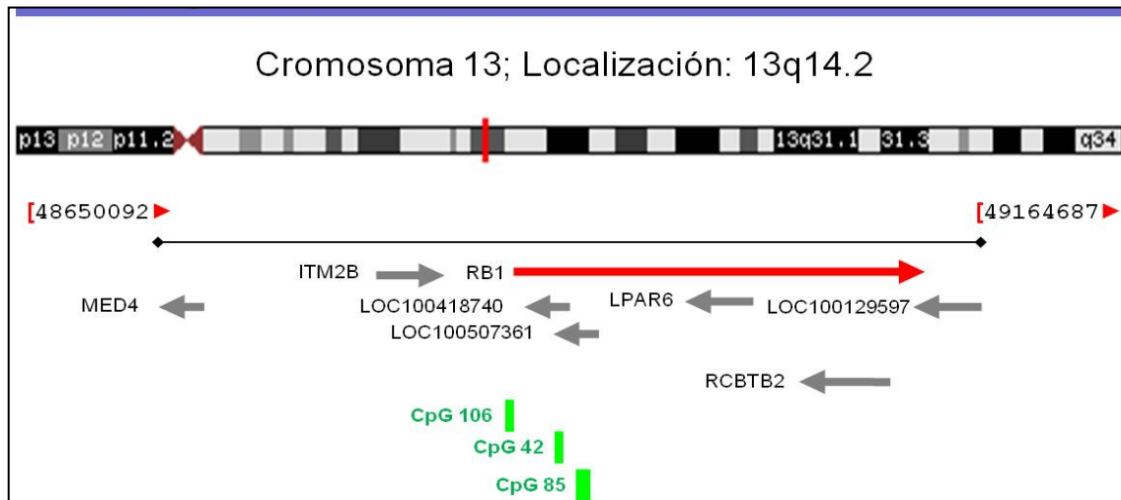 Cromosoma 13; Localización: 13q14.2
p13 p12 p11.2 13q31.1 31.3 q34
[48650092 [49164687
ITM2B RB1
MED4 LOC100418740 LPAR6 LOC100129597
LOC100507361
RCBTB2
CpG 106
CpG 42
CpG 85